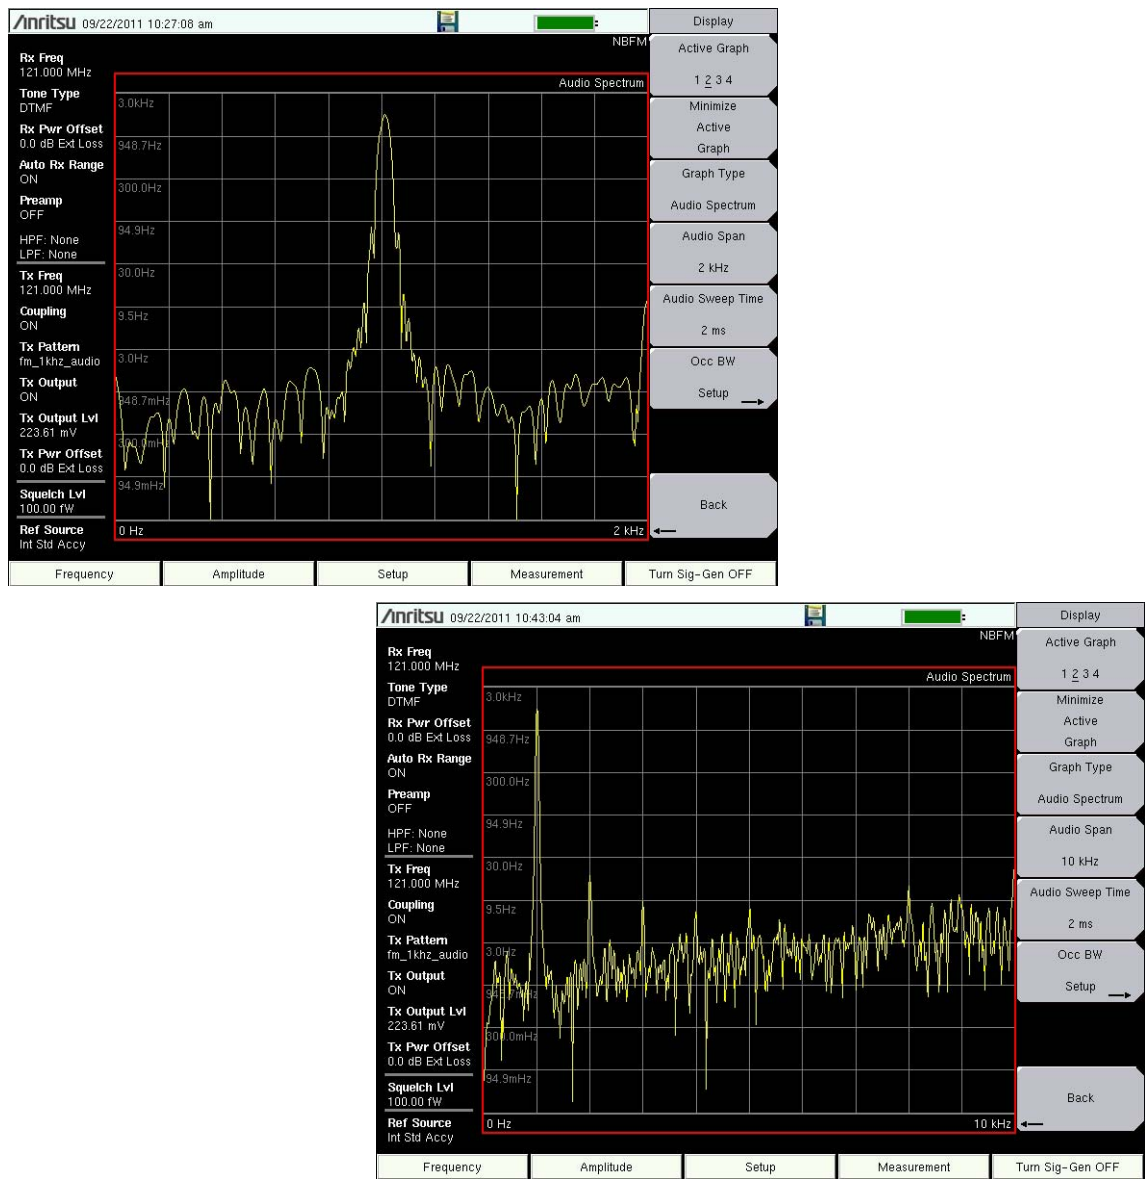 Anritsu 09/22/2011 10:27:08 am
NBFM
Rx Freq
121.000 MHz
Tone Type
DTMF
Rx Pwr Offset
0.0 dB Ext Loss
Auto Rx Range
ON
Preamp
OFF
HPF: None
LPF: None
Tx Freq
121.000 MHz
Coupling
ON
Tx Pattern
fm_1khz_audio
Tx Output
ON
Tx Output Lvl
223.61 mV
Tx Pwr Offset
0.0 dB Ext Loss
Squelch Lvl
100.00 fW
Ref Source
Int Std Accy
Audio Spectrum
3.0kHz
948.7Hz
300.0Hz
94.9Hz
30.0Hz
9.5Hz
3.0Hz
948.7mHz
300.0mHz
94.9mHz
0 Hz
2 kHz
Display
Active Graph
1 2 3 4
Minimize
Active
Graph
Graph Type
Audio Spectrum
Audio Span
2 kHz
Audio Sweep Time
2 ms
Occ BW
Setup
Back
Frequency
Amplitude
Setup
Measurement
Turn Sig-Gen OFF
Anritsu 09/22/2011 10:43:04 am
NBFM
Rx Freq
121.000 MHz
Tone Type
DTMF
Rx Pwr Offset
0.0 dB Ext Loss
Auto Rx Range
ON
Preamp
OFF
HPF: None
LPF: None
Tx Freq
121.000 MHz
Coupling
ON
Tx Pattern
fm_1khz_audio
Tx Output
ON
Tx Output Lvl
223.61 mV
Tx Pwr Offset
0.0 dB Ext Loss
Squelch Lvl
100.00 fW
Ref Source
Int Std Accy
Audio Spectrum
3.0kHz
948.7Hz
300.0Hz
94.9Hz
30.0Hz
9.5Hz
3.0Hz
948.7mHz
300.0mHz
94.9mHz
0 Hz
10 kHz
Display
Active Graph
1 2 3 4
Minimize
Active
Graph
Graph Type
Audio Spectrum
Audio Span
10 kHz
Audio Sweep Time
2 ms
Occ BW
Setup
Back
Frequency
Amplitude
Setup
Measurement
Turn Sig-Gen OFF